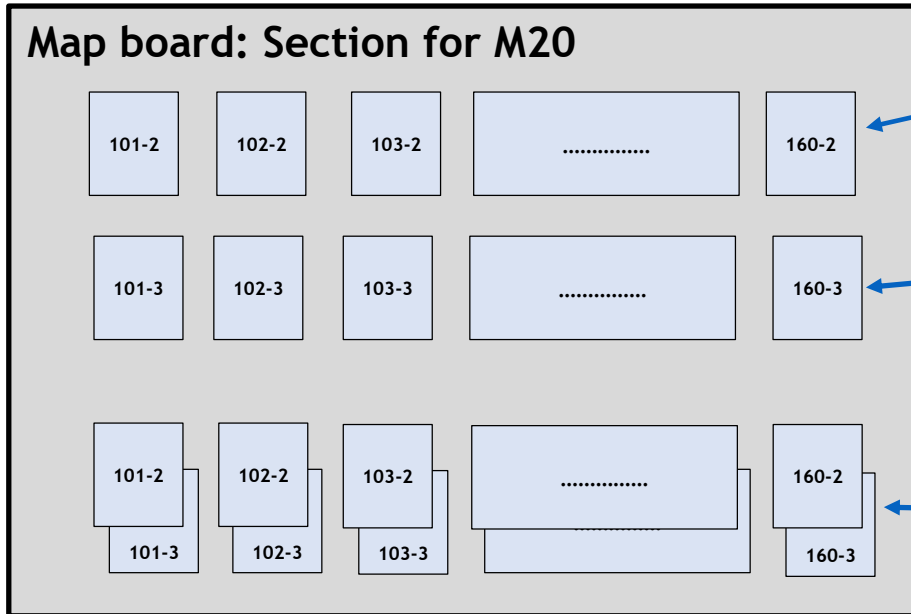 Map board: Section for M20
101-2 102-2 103-2 ............... 160-2
101-3 102-3 103-3 ............... 160-3
101-2 102-2 103-2 ............... 160-2
101-3 102-3 103-3 ............... 160-3